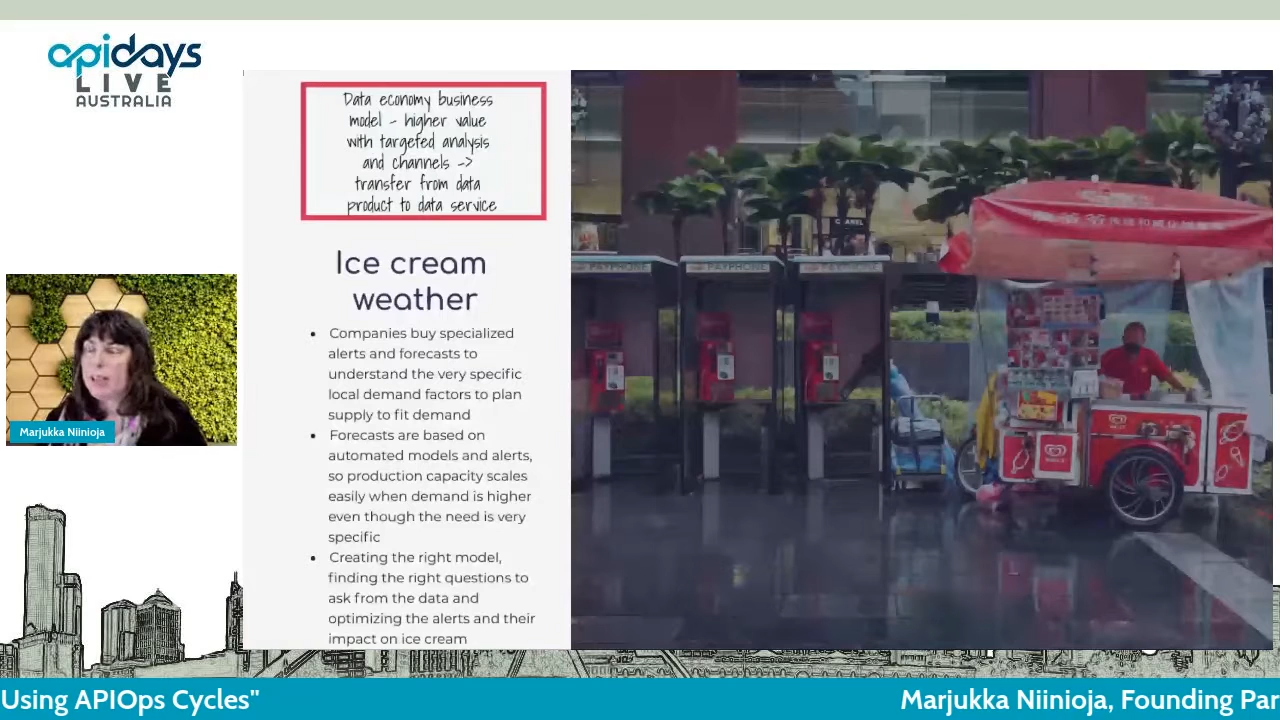 apidays
LIVE
AUSTRALIA
Data economy business
model - higher value
with targeted analysis
and channels ->
transfer from data
product to data service
Ice cream
weather
• Companies buy specialized
alerts and forecasts to
understand the very specific
local demand factors to plan
supply to fit demand
• Forecasts are based on
automated models and alerts,
so production capacity scales
easily when demand is higher
even though the need is very
specific
• Creating the right model,
finding the right questions to
ask from the data and
optimizing the alerts and their
impact on ice cream
CHANEL
PAYPHONE
PAYPHONE
PAYPHONE
Marjukka Niinioja
Using APIOps Cycles"
Marjukka Niinioja, Founding Par